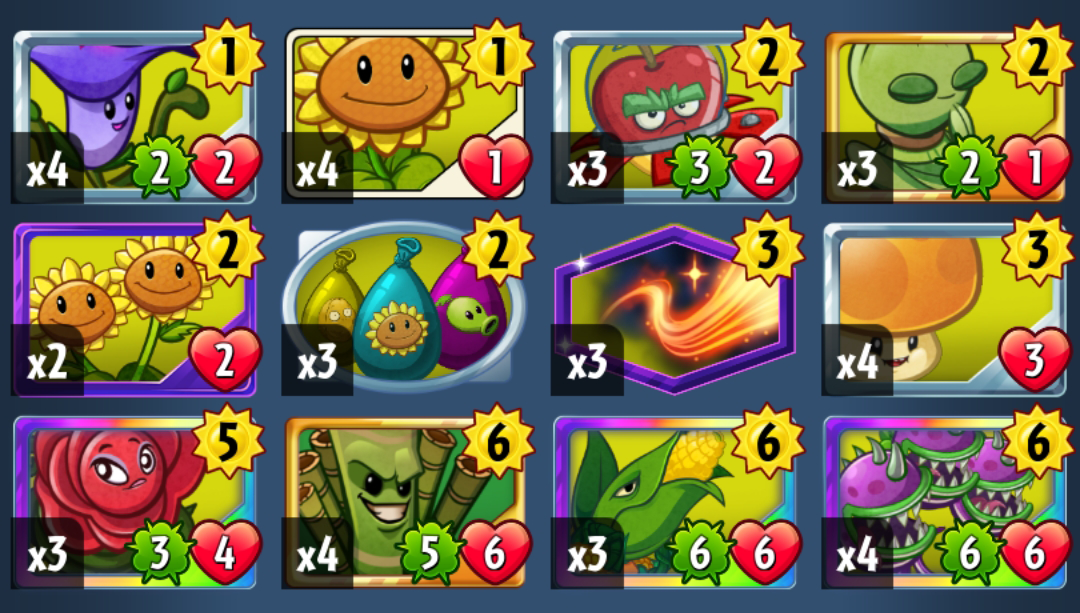 1 1 2 2
x4 2 2 x4 1 x3 3 2 x3 2 1
2 2 3 3
x2 2 x3 x3 x4 3
5 6 6 6
x3 3 4 x4 5 6 x3 6 6 x4 6 6